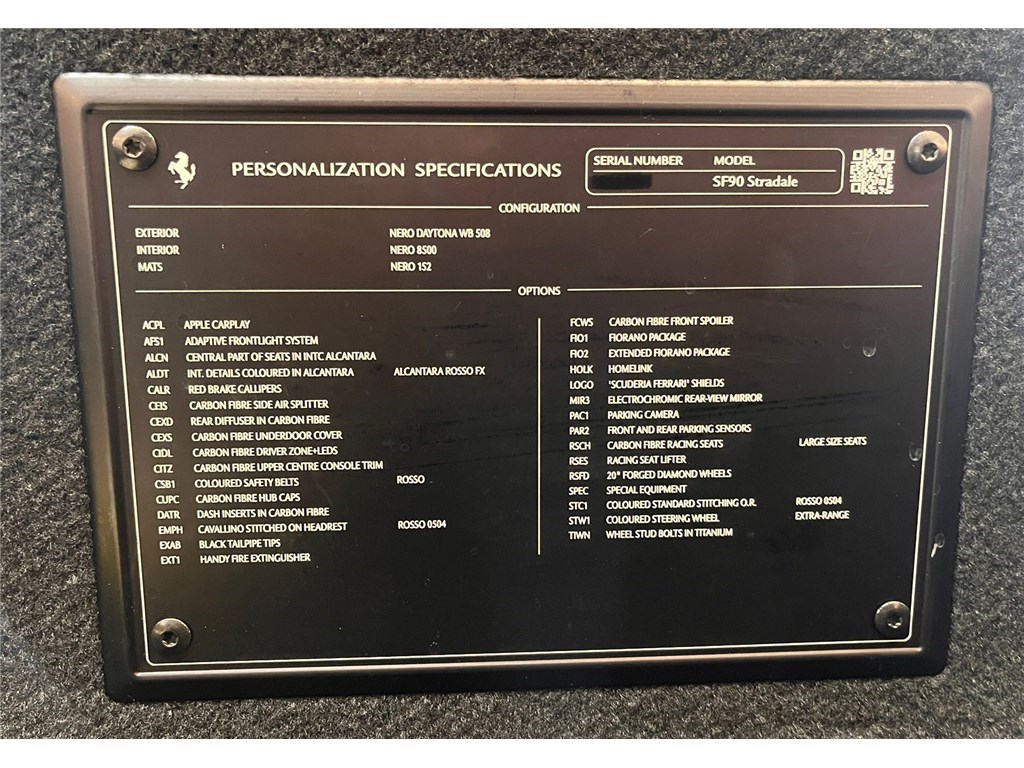 PERSONALIZATION SPECIFICATIONS
SERIAL NUMBER MODEL
SF90 Stradale
CONFIGURATION
EXTERIOR NERO DAYTONA WB 508
INTERIOR NERO 8500
MATS NERO 152
OPTIONS
ACPL APPLE CARPLAY
AFS1 ADAPTIVE FRONTLIGHT SYSTEM
ALCN CENTRAL PART OF SEATS IN INTC ALCANTARA
ALDT INT. DETAILS COLOURED IN ALCANTARA ALCANTARA ROSSO FX
CALR RED BRAKE CALLIPERS
CEIS CARBON FIBRE SIDE AIR SPLITTER
CEXD REAR DIFFUSER IN CARBON FIBRE
CEXS CARBON FIBRE UNDERDOOR COVER
CIDL CARBON FIBRE DRIVER ZONE+LEDS
CITZ CARBON FIBRE UPPER CENTRE CONSOLE TRIM
CSB1 COLOURED SAFETY BELTS ROSSO
CUPC CARBON FIBRE HUB CAPS
DATR DASH INSERTS IN CARBON FIBRE
EMPH CAVALLINO STITCHED ON HEADREST ROSSO 0504
EXAB BLACK TAILPIPE TIPS
EXT1 HANDY FIRE EXTINGUISHER
FCWS CARBON FIBRE FRONT SPOILER
FIO1 FIORANO PACKAGE
FIO2 EXTENDED FIORANO PACKAGE
HOLK HOMELINK
LOGO 'SCUDERIA FERRARI' SHIELDS
MIR3 ELECTROCHROMIC REAR-VIEW MIRROR
PAC1 PARKING CAMERA
PAR2 FRONT AND REAR PARKING SENSORS
RSCH CARBON FIBRE RACING SEATS LARGE SIZE SEATS
RSES RACING SEAT LIFTER
RSFD 20" FORGED DIAMOND WHEELS
SPEC SPECIAL EQUIPMENT
STC1 COLOURED STANDARD STITCHING O.R. ROSSO 0504
STW1 COLOURED STEERING WHEEL EXTRA-RANGE
TIWN WHEEL STUD BOLTS IN TITANIUM